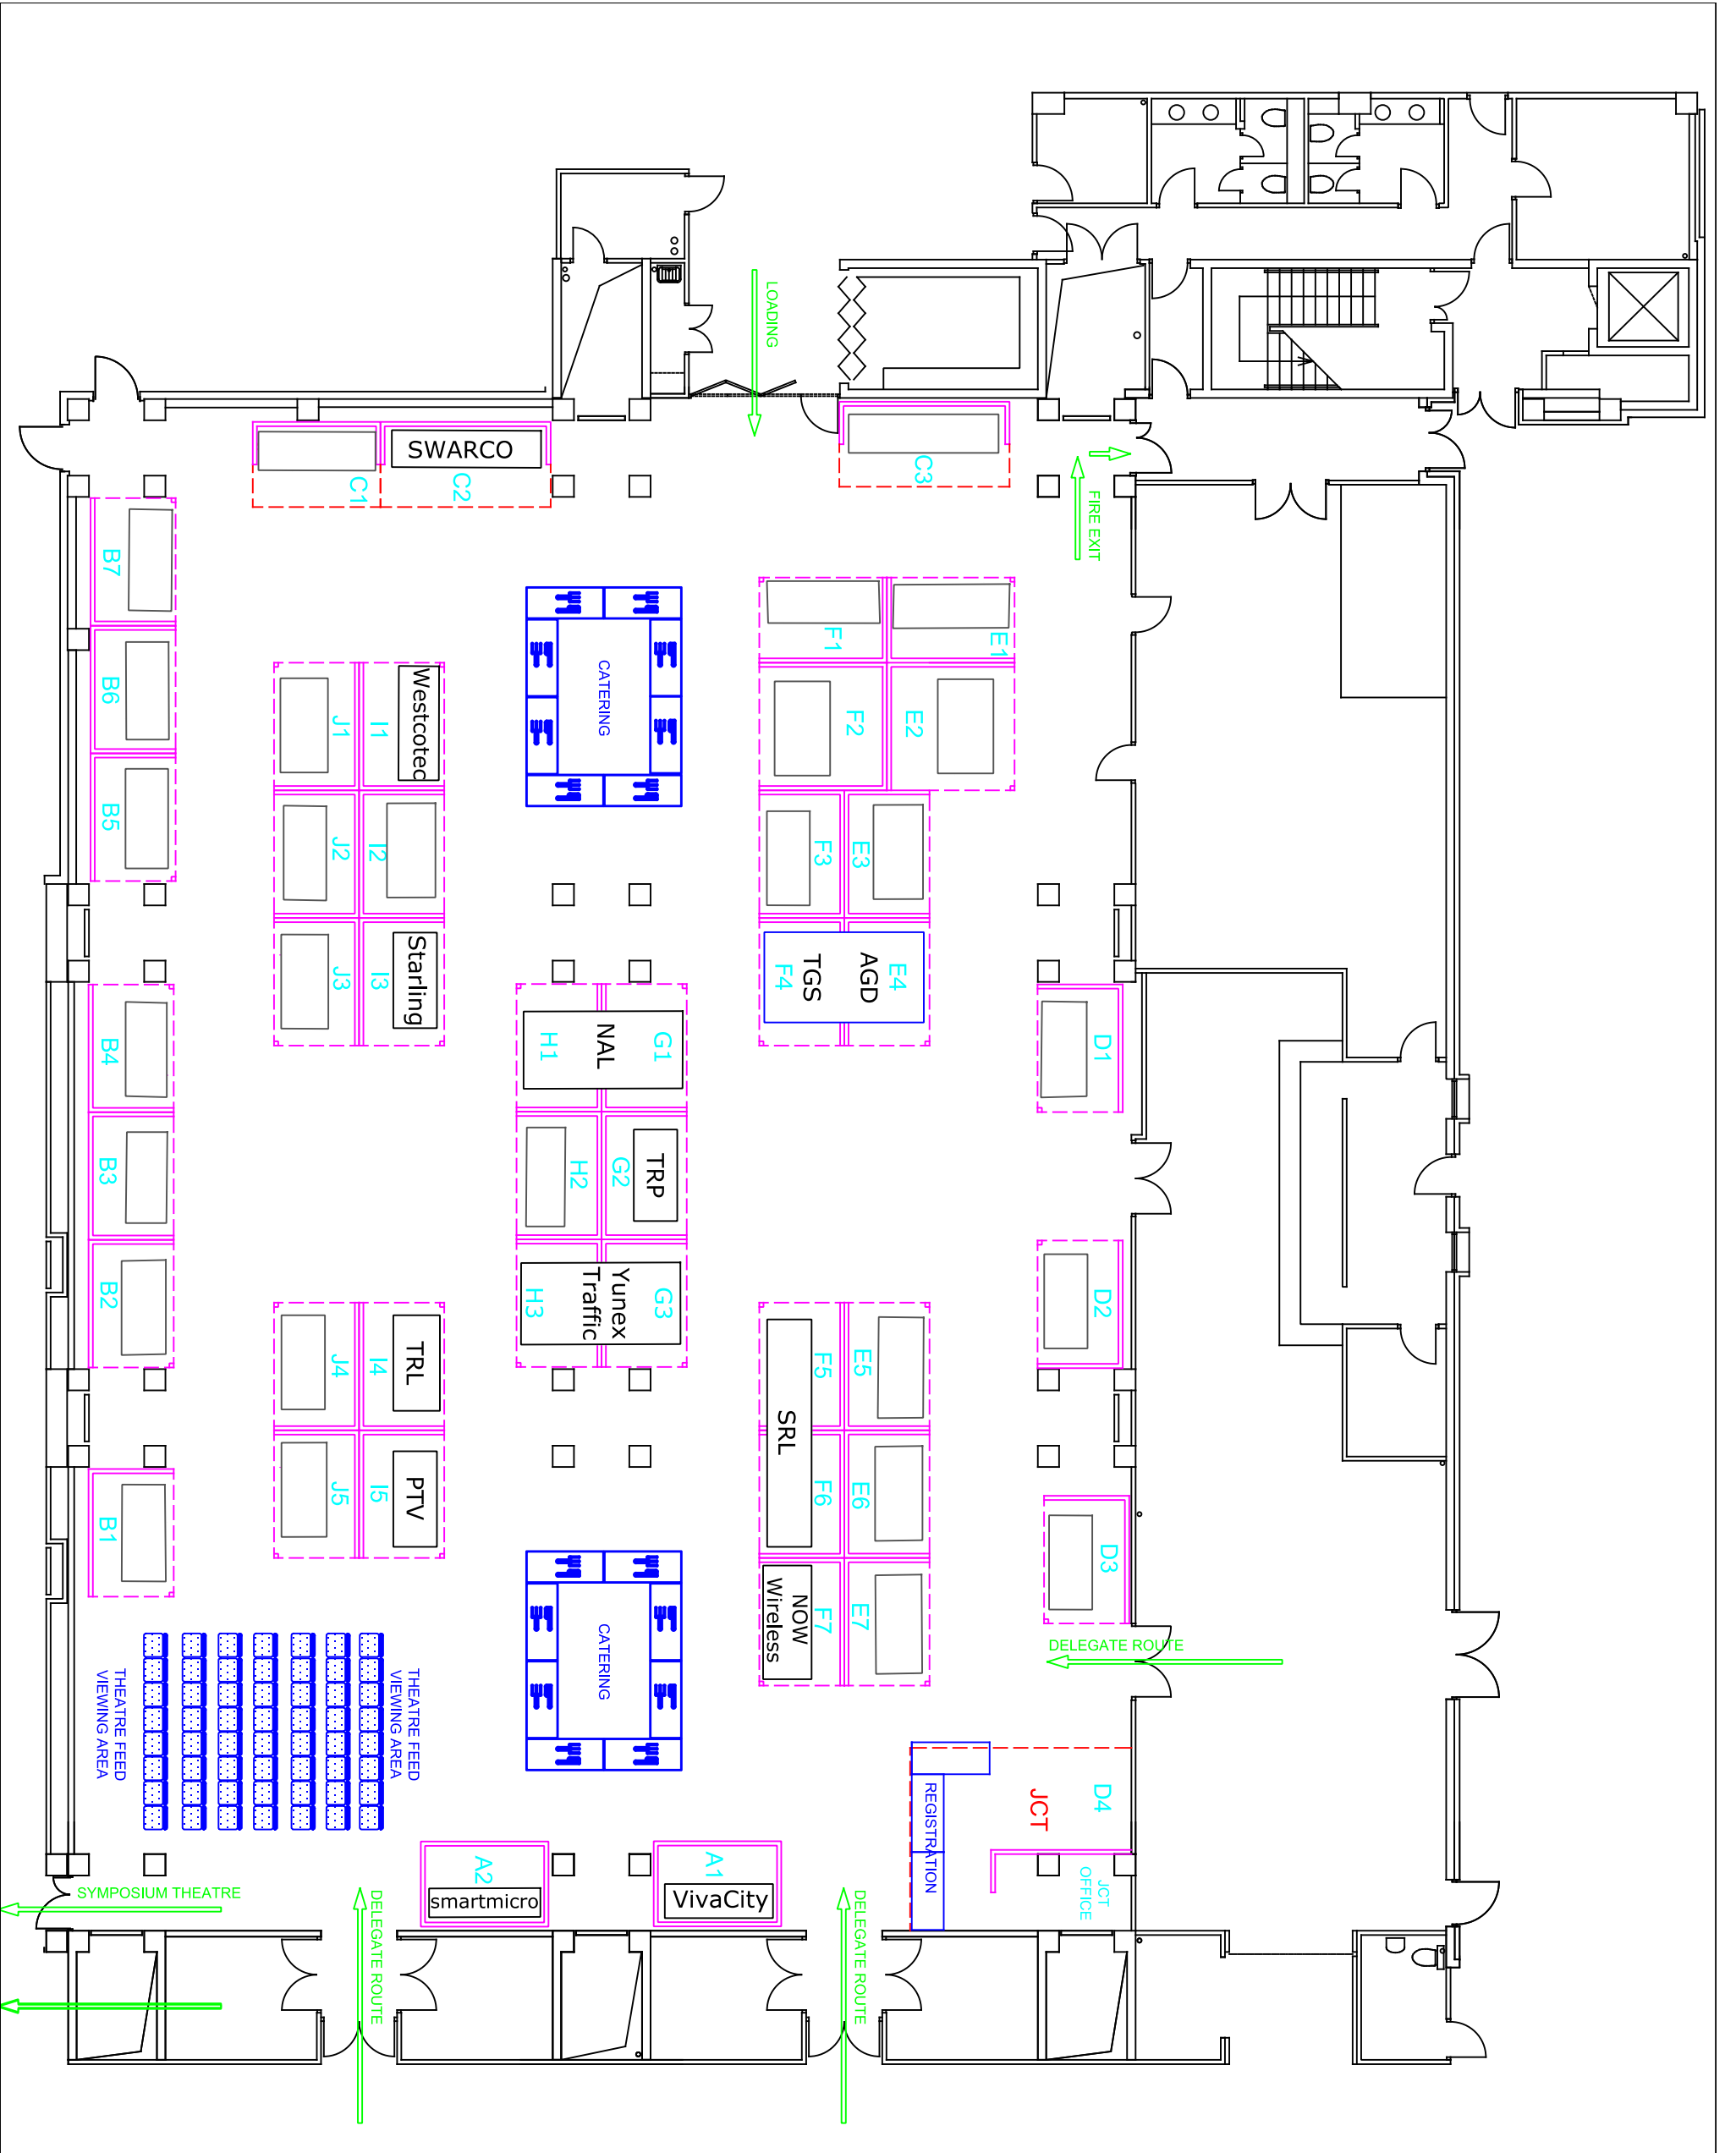 LOADING
SWARCO
C1
C2
C3
FIRE EXIT
B7
B6
B5
B4
B3
B2
B1
Westcotec
J1
I1
J2
I2
Starling
J3
I3
CATERING
F1
E1
F2
E2
F3
E3
TGS
AGD
F4
E4
NAL
H1
G1
TRP
H2
G2
Yunex
Traffic
H3
G3
D1
D2
D3
TRL
J4
I4
PTV
J5
I5
SRL
F5
E5
F6
E6
NOW
Wireless
F7
E7
CATERING
DELEGATE ROUTE
THEATRE FEED
VIEWING AREA
THEATRE FEED
VIEWING AREA
REGISTRATION
JCT
D4
JCT
OFFICE
A2
smartmicro
A1
VivaCity
SYMPOSIUM THEATRE
DELEGATE ROUTE
DELEGATE ROUTE